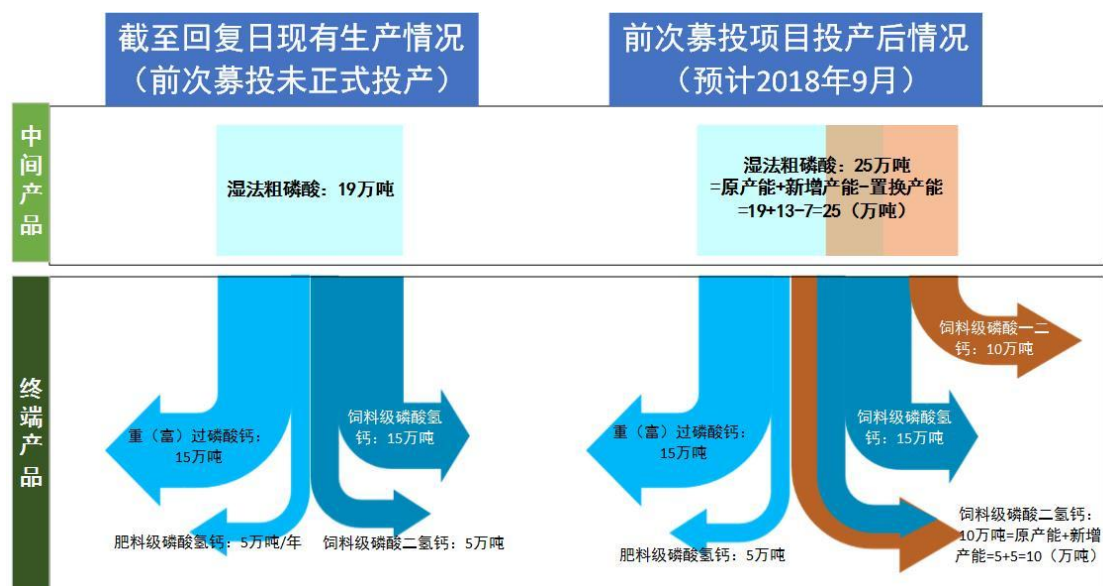 截至回复日现有生产情况
（前次募投未正式投产）
前次募投项目投产后情况
（预计2018年9月）
中间产品
湿法粗磷酸：19万吨
湿法粗磷酸：25万吨
=原产能+新增产能-置换产能
=19+13-7=25（万吨）
终端产品
重（富）过磷酸钙：
15万吨
饲料级磷酸氢
钙：15万吨
肥料级磷酸氢钙：5万吨/年
饲料级磷酸二氢钙：5万吨
饲料级磷酸一二
钙：10万吨
重（富）过磷酸钙：
15万吨
饲料级磷酸氢
钙：15万吨
肥料级磷酸氢钙：5万吨
饲料级磷酸二氢钙：
10万吨=原产能+新增
产能=5+5=10（万吨）